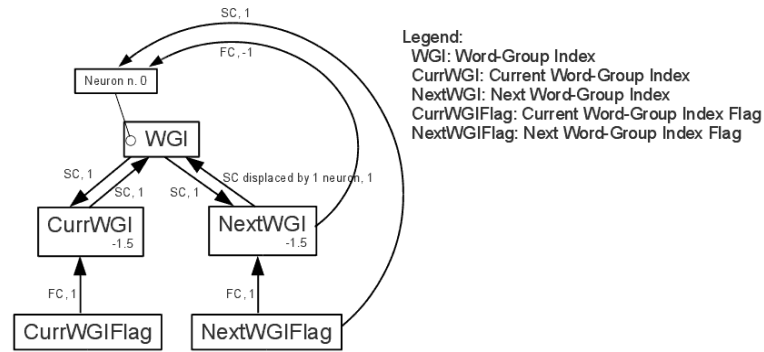 SC, 1
FC, -1
Neuron n. 0
WGI
SC, 1
SC, 1
SC, 1
SC displaced by 1 neuron, 1
CurrWGI
-1.5
NextWGI
-1.5
FC, 1
FC, 1
CurrWGIFlag
NextWGIFlag
Legend:
WGI: Word-Group Index
CurrWGI: Current Word-Group Index
NextWGI: Next Word-Group Index
CurrWGIFlag: Current Word-Group Index Flag
NextWGIFlag: Next Word-Group Index Flag